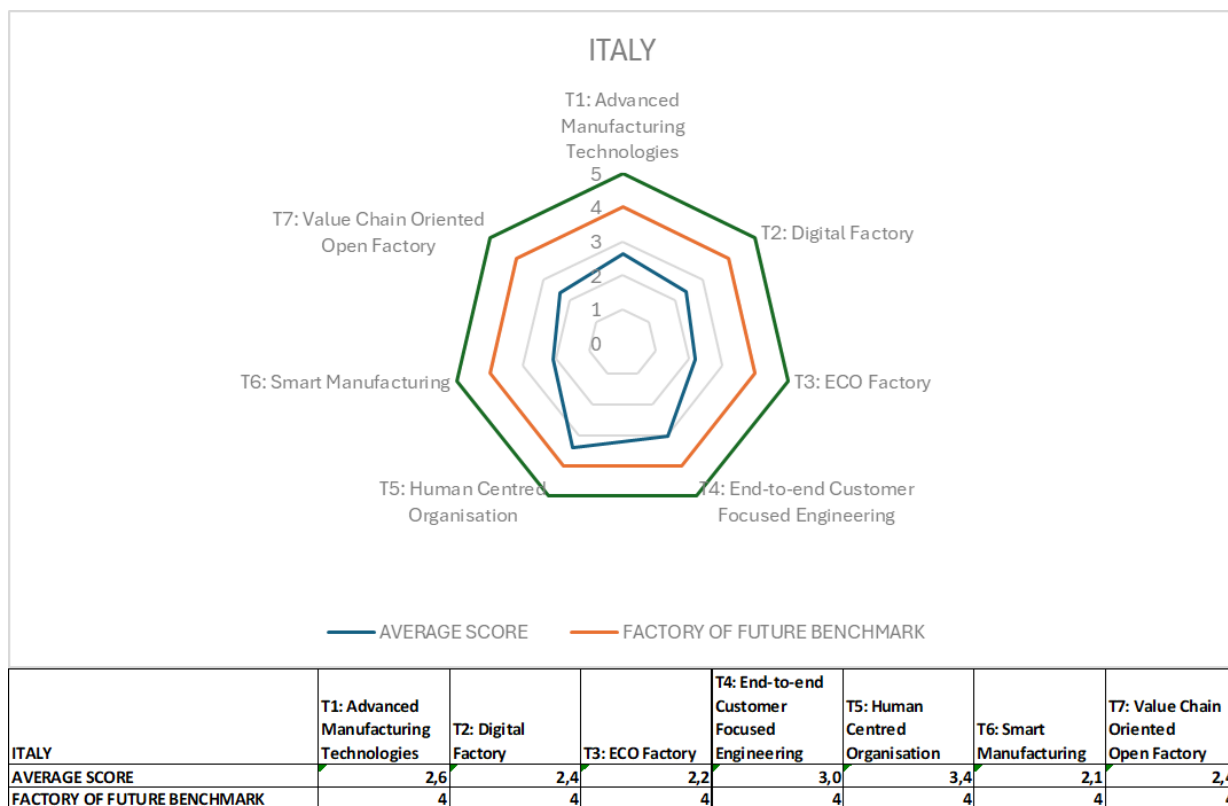 ITALY
T1: Advanced
Manufacturing
Technologies
5
4
3
2
1
0
T2: Digital Factory
T3: ECO Factory
T4: End-to-end Customer
Focused Engineering
T5: Human Centred
Organisation
T6: Smart Manufacturing
T7: Value Chain Oriented
Open Factory
AVERAGE SCORE FACTORY OF FUTURE BENCHMARK
ITALY
T1: Advanced
Manufacturing
Technologies
T2: Digital
Factory
T3: ECO Factory
T4: End-to-end
Customer
Focused
Engineering
T5: Human
Centred
Organisation
T6: Smart
Manufacturing
T7: Value Chain
Oriented
Open Factory
AVERAGE SCORE 2,6 2,4 2,2 3,0 3,4 2,1 2,4
FACTORY OF FUTURE BENCHMARK 4 4 4 4 4 4 4